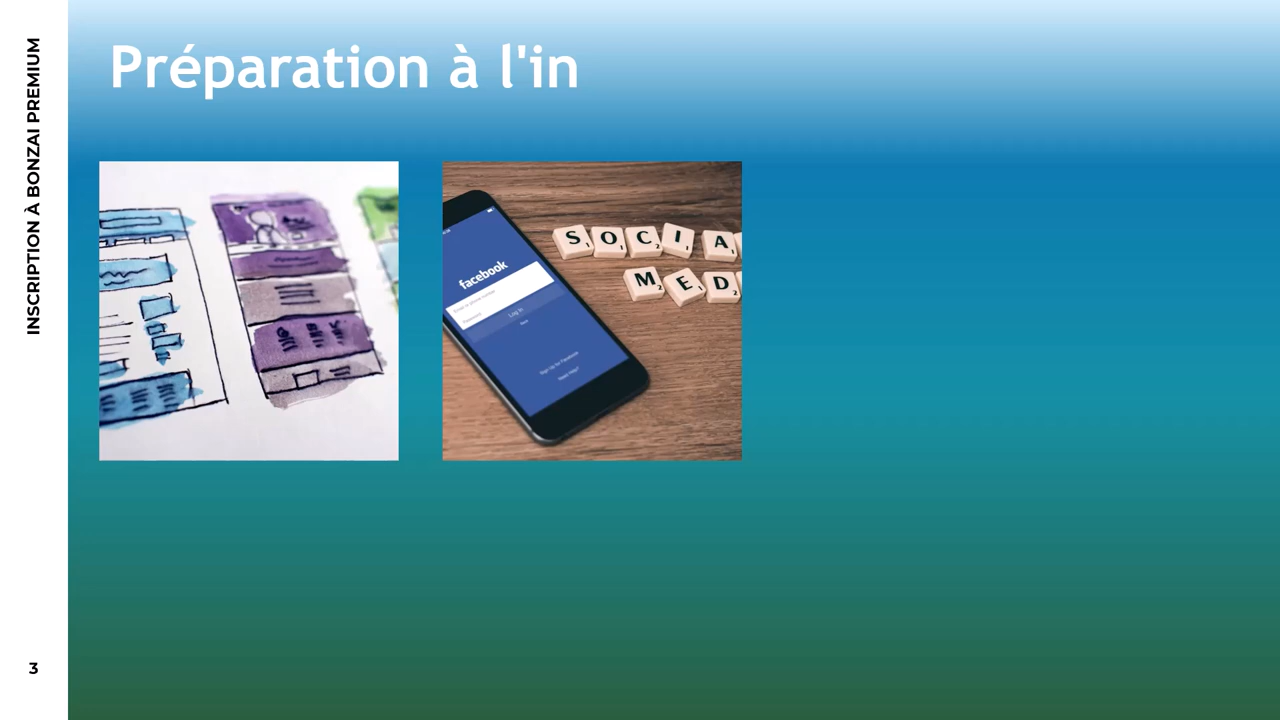 INSCRIPTION À BONZAI PREMIUM
Préparation à l'in
facebook
Log in
SOCIA
MED
3